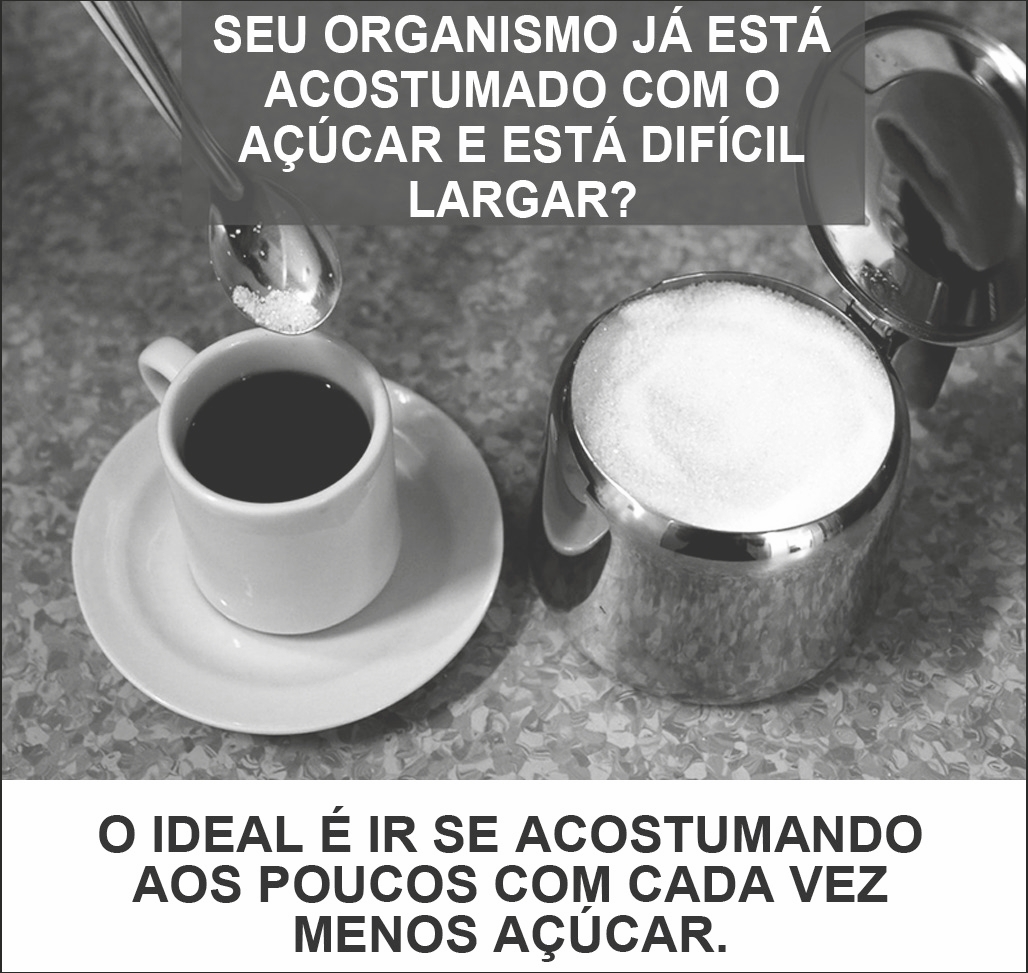 SEU ORGANISMO JÁ ESTÁ
ACOSTUMADO COM O
AÇÚCAR E ESTÁ DIFÍCIL
LARGAR?
O IDEAL É IR SE ACOSTUMANDO
AOS POUCOS COM CADA VEZ
MENOS AÇÚCAR.